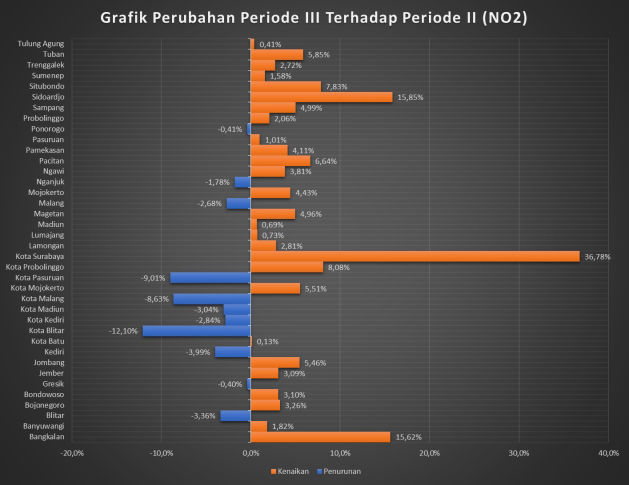 Grafik Perubahan Periode III Terhadap Periode II (NO2)
Tulung Agung 0,41%
Tuban 5,85%
Trenggalek 2,72%
Sumenep 1,58%
Situbondo 7,83%
Sidoardjo 15,85%
Sampang 4,99%
Probolinggo 2,06%
Ponorogo -0,41%
Pasuruan 1,01%
Pamekasan 4,11%
Pacitan 6,64%
Ngawi 3,81%
Nganjuk -1,78%
Mojokerto 4,43%
Malang -2,68%
Magetan 4,96%
Madiun 0,69%
Lumajang 0,73%
Lamongan 2,81%
Kota Surabaya 36,78%
Kota Probolinggo 8,08%
Kota Pasuruan -9,01%
Kota Mojokerto 5,51%
Kota Malang -8,63%
Kota Madiun -3,04%
Kota Kediri -2,84%
Kota Blitar -12,10%
Kota Batu 0,13%
Kediri -3,99%
Jombang 5,46%
Jember 3,09%
Gresik -0,40%
Bondowoso 3,10%
Bojonegoro 3,26%
Blitar -3,36%
Banyuwangi 1,82%
Bangkalan 15,62%
-20,0% -10,0% 0,0% 10,0% 20,0% 30,0% 40,0%
Kenaikan Penurunan